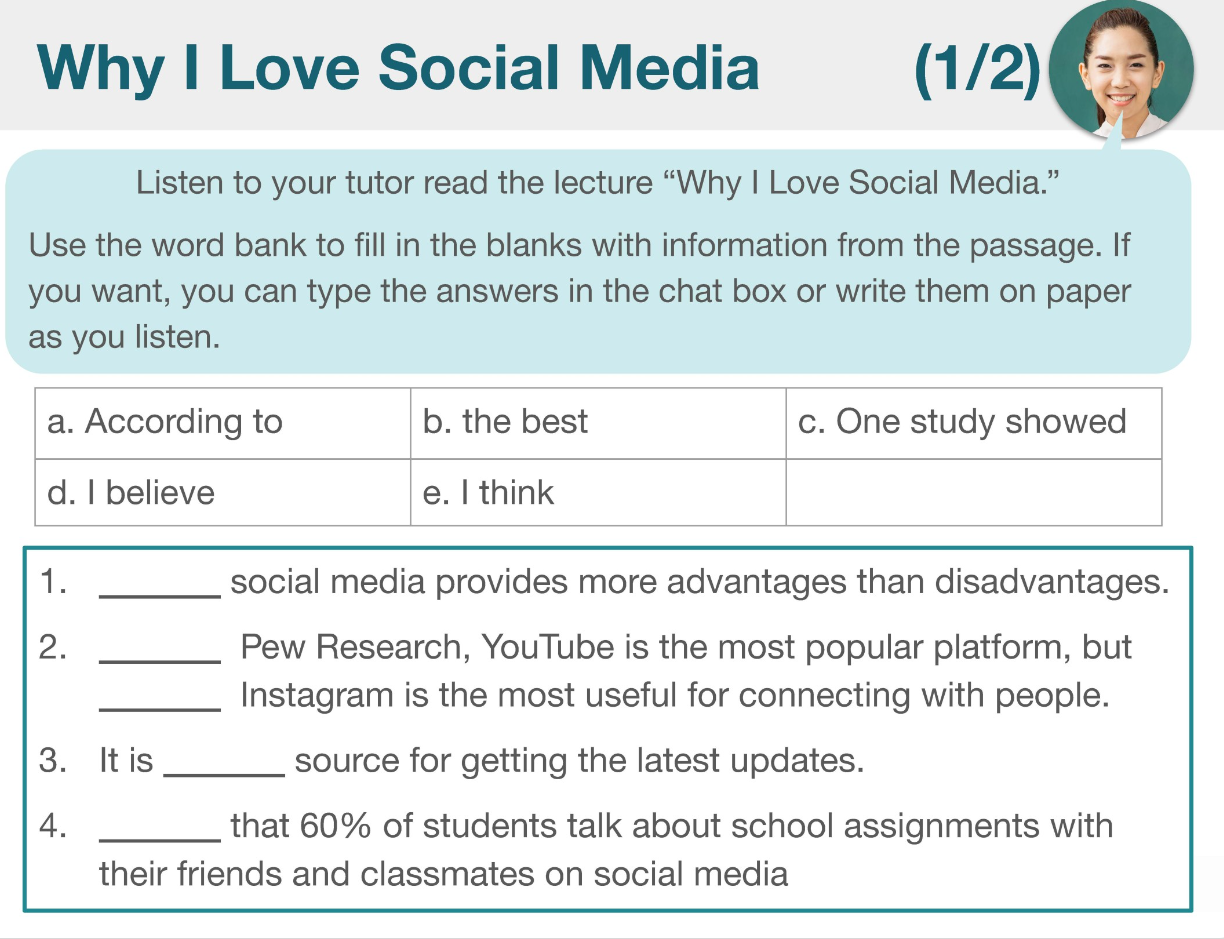 Why I Love Social Media (1/2)
Listen to your tutor read the lecture “Why I Love Social Media.”
Use the word bank to fill in the blanks with information from the passage. If
you want, you can type the answers in the chat box or write them on paper
as you listen.
a. According to b. the best c. One study showed
d. I believe e. I think
1. _______ social media provides more advantages than disadvantages.
2. _______ Pew Research, YouTube is the most popular platform, but
_______ Instagram is the most useful for connecting with people.
3. It is _______ source for getting the latest updates.
4. _______ that 60% of students talk about school assignments with
their friends and classmates on social media